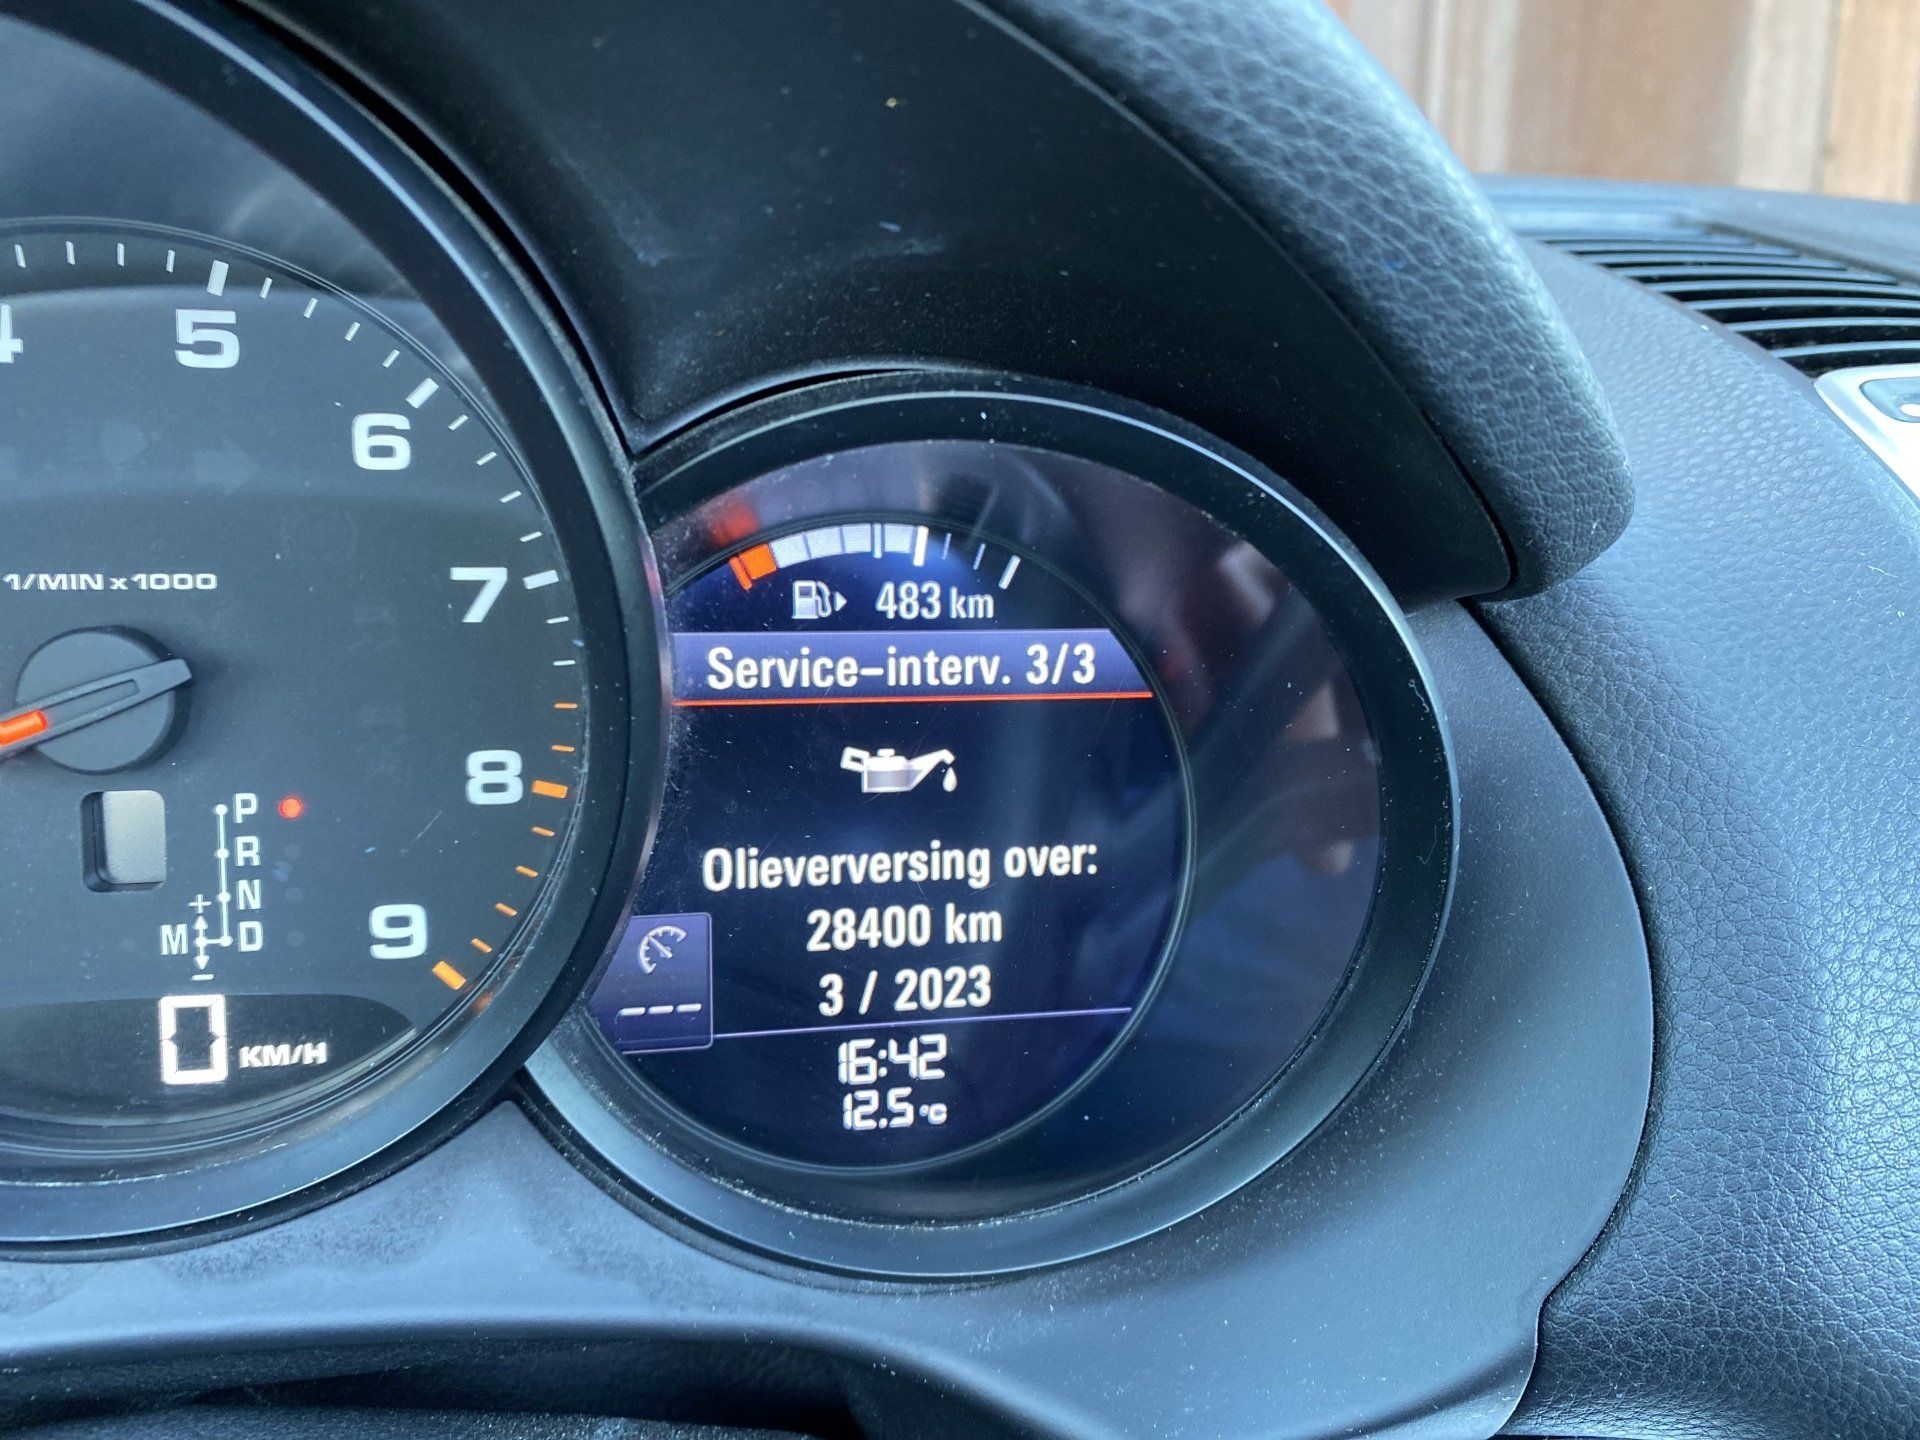 4
5
6
7
8
9
1/MIN x 1000
P
R
+ N
M D
-
0 KM/H
483 km
Service-interv. 3/3
Olieverversing over:
28400 km
3 / 2023
---
16:42
12.5 °C